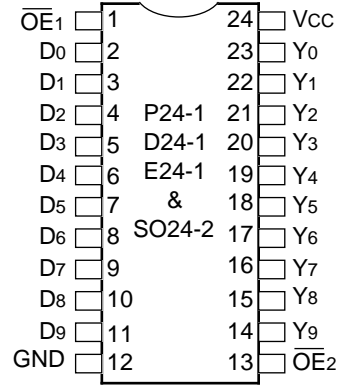 O̅E̅1 1 24 VCC
D0 2 23 Y0
D1 3 22 Y1
D2 4 P24-1 21 Y2
D3 5 D24-1 20 Y3
D4 6 E24-1 19 Y4
D5 7 & 18 Y5
D6 8 SO24-2 17 Y6
D7 9 16 Y7
D8 10 15 Y8
D9 11 14 Y9
GND 12 13 O̅E̅2